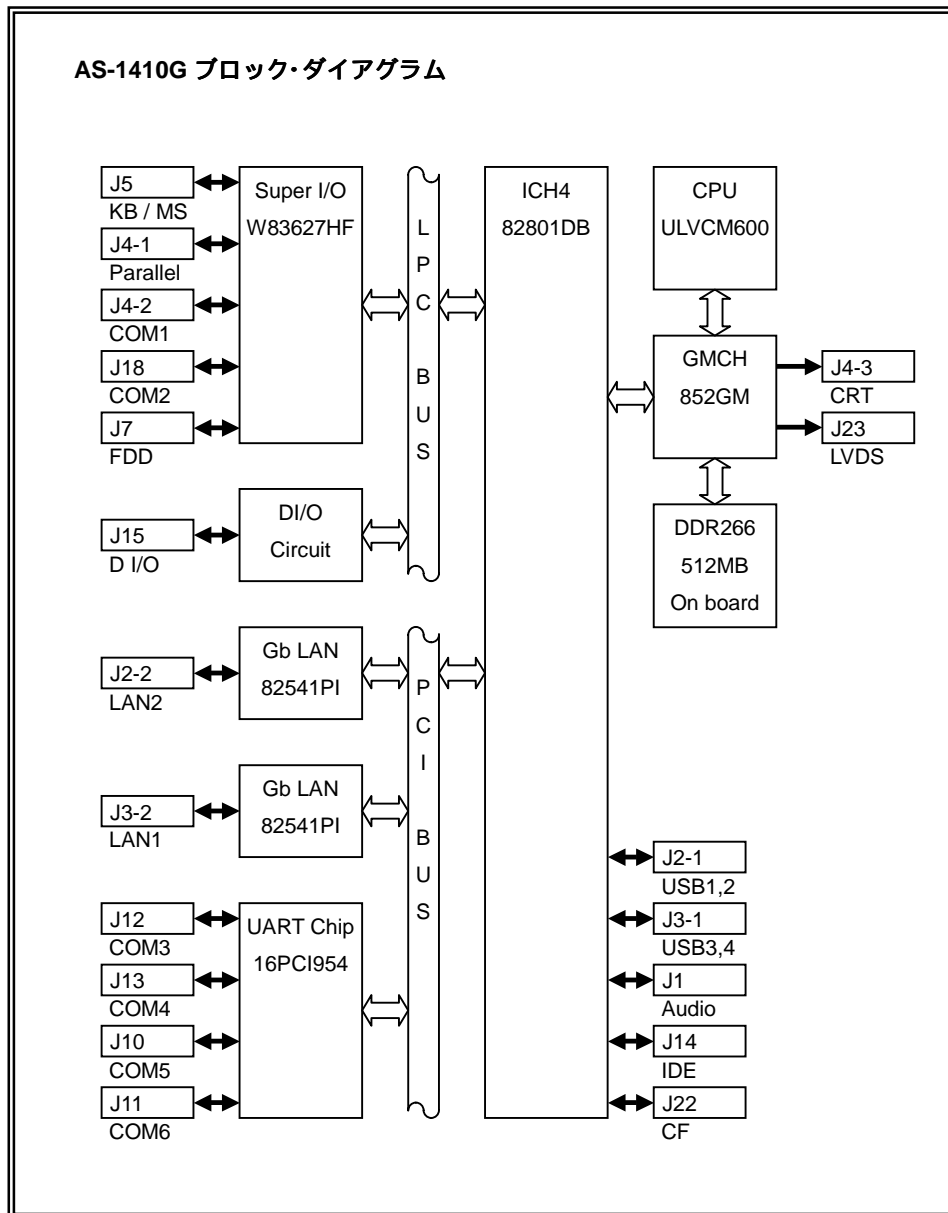 AS-1410G ブロック・ダイアグラム
J5
KB / MS
J4-1
Parallel
J4-2
COM1
J18
COM2
J7
FDD
Super I/O
W83627HF
J15
D I/O
DI/O
Circuit
L
P
C
B
U
S
J2-2
LAN2
Gb LAN
82541PI
J3-2
LAN1
Gb LAN
82541PI
J12
COM3
J13
COM4
J10
COM5
J11
COM6
UART Chip
16PCI954
P
C
I
B
U
S
ICH4
82801DB
CPU
ULVCM600
GMCH
852GM
J4-3
CRT
J23
LVDS
DDR266
512MB
On board
J2-1
USB1,2
J3-1
USB3,4
J1
Audio
J14
IDE
J22
CF